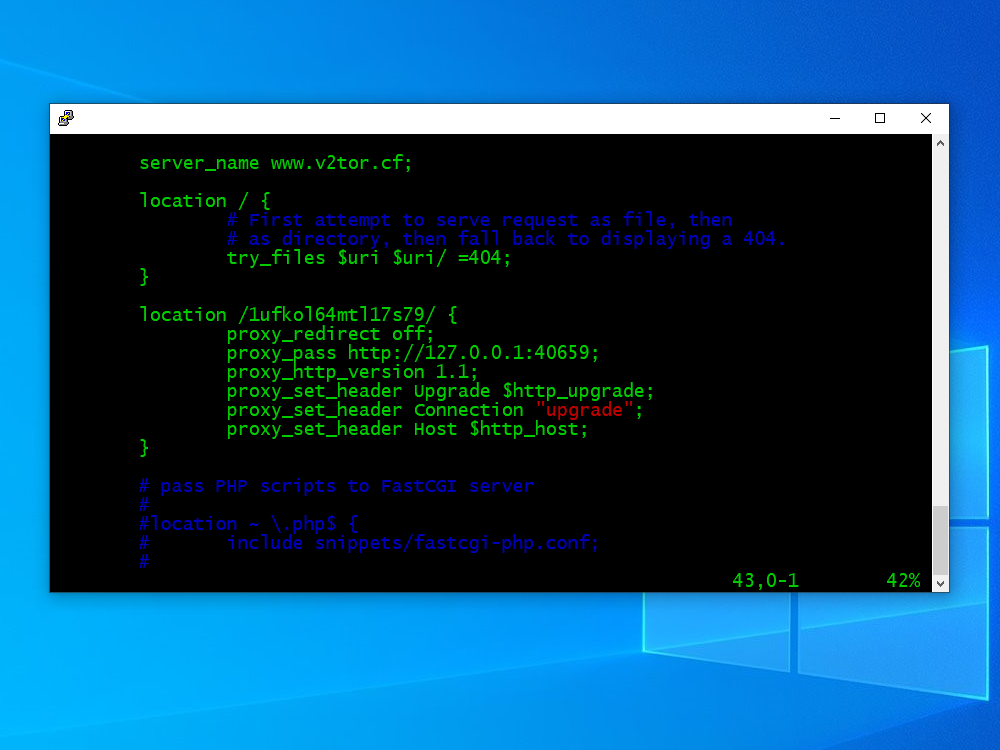 server_name www.v2tor.cf;
location / {
# First attempt to serve request as file, then
# as directory, then fall back to displaying a 404.
try_files $uri $uri/ =404;
}
location /1ufkol64mtl17s79/ {
proxy_redirect off;
proxy_pass http://127.0.0.1:40659;
proxy_http_version 1.1;
proxy_set_header Upgrade $http_upgrade;
proxy_set_header Connection "upgrade";
proxy_set_header Host $http_host;
}
# pass PHP scripts to FastCGI server
#
#location ~ \.php$ {
# include snippets/fastcgi-php.conf;
#
43,0-1 42%